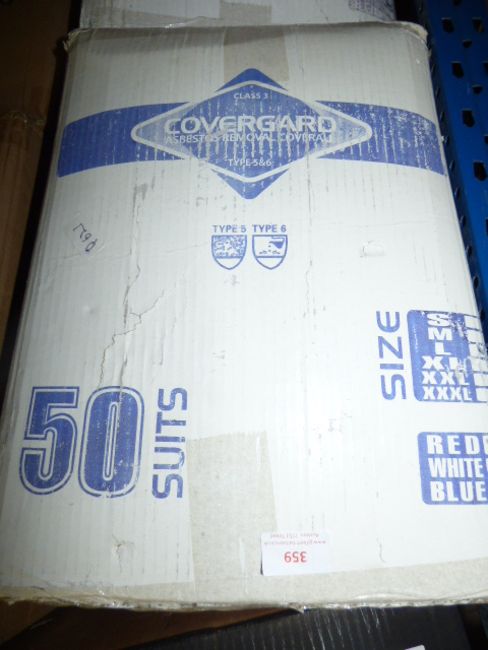 CLASS 3
COVERGARD
ASBESTOS REMOVAL COVERALL
TYPE 5&6
TYPE 5 TYPE 6
SIZE
S
M
L
XL
XXL
XXXL
50
SUITS
RED
WHITE
BLUE
359